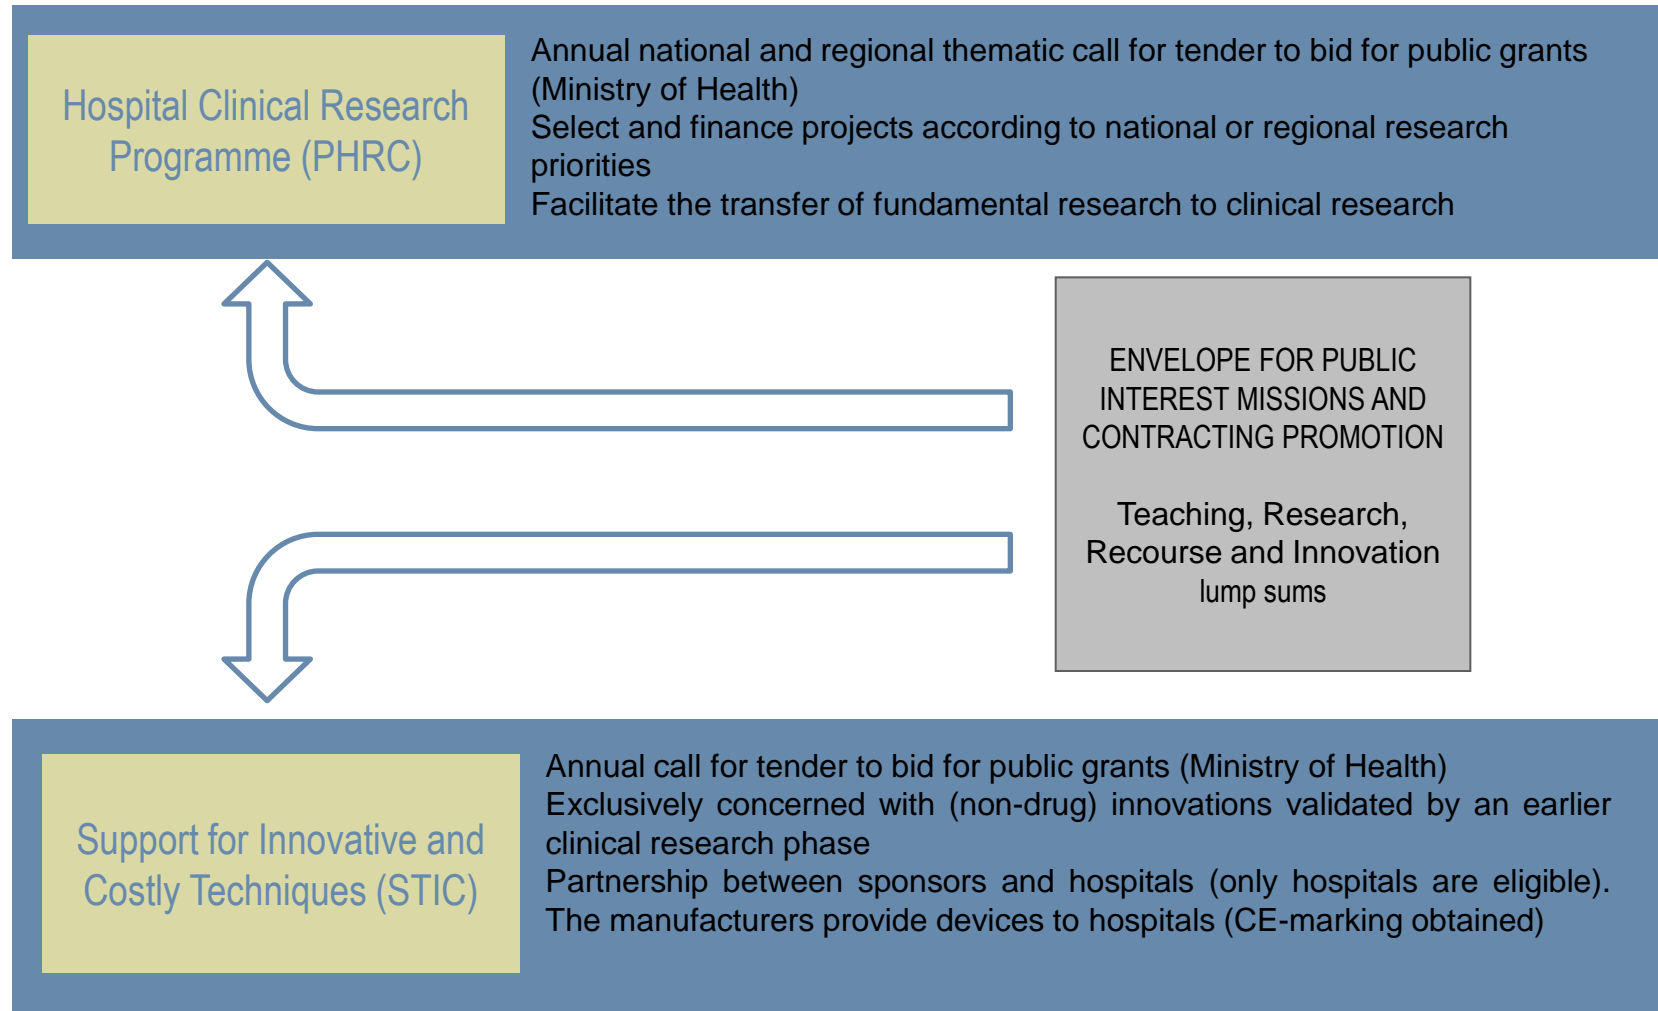 Hospital Clinical Research
Programme (PHRC)
Annual national and regional thematic call for tender to bid for public grants
(Ministry of Health)
Select and finance projects according to national or regional research
priorities
Facilitate the transfer of fundamental research to clinical research
ENVELOPE FOR PUBLIC
INTEREST MISSIONS AND
CONTRACTING PROMOTION
Teaching, Research,
Recourse and Innovation
lump sums
Support for Innovative and
Costly Techniques (STIC)
Annual call for tender to bid for public grants (Ministry of Health)
Exclusively concerned with (non-drug) innovations validated by an earlier
clinical research phase
Partnership between sponsors and hospitals (only hospitals are eligible).
The manufacturers provide devices to hospitals (CE-marking obtained)